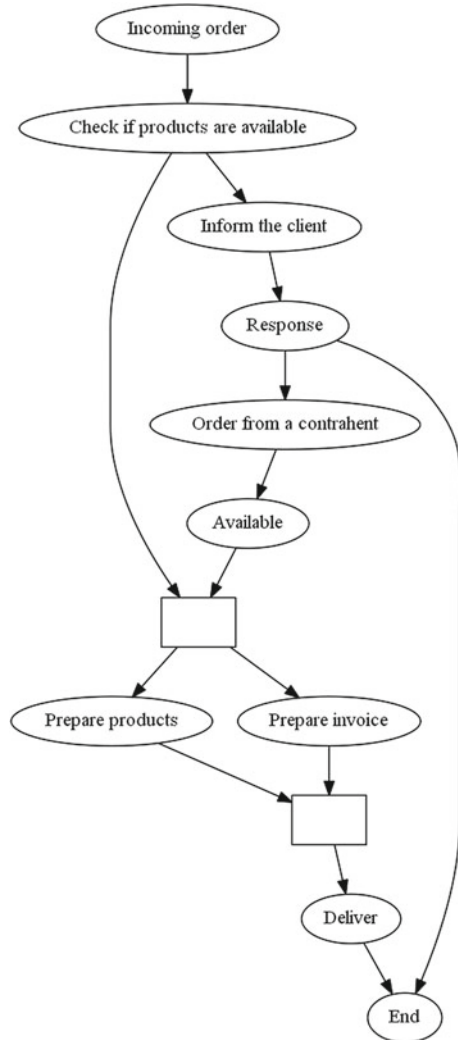 Incoming order
Check if products are available
Inform the client
Response
Order from a contrahent
Available
Prepare products
Prepare invoice
Deliver
End